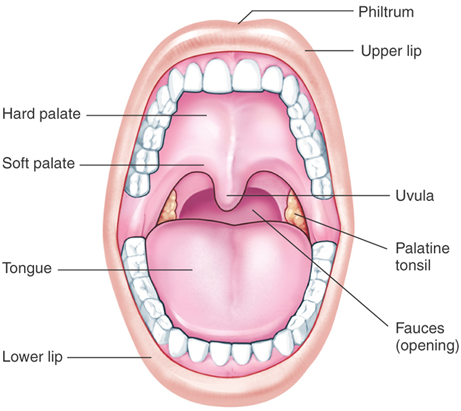 Philtrum
Upper lip
Hard palate
Soft palate
Uvula
Palatine
tonsil
Tongue
Fauces
(opening)
Lower lip